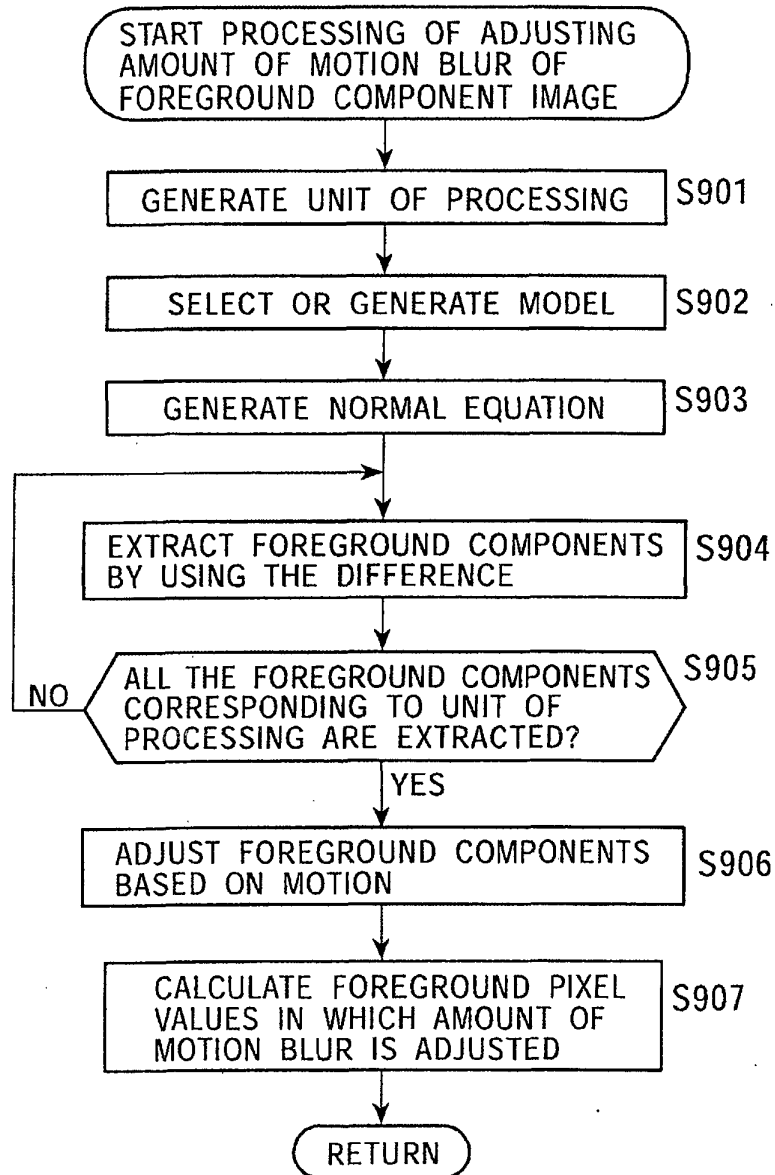 START PROCESSING OF ADJUSTING
AMOUNT OF MOTION BLUR OF
FOREGROUND COMPONENT IMAGE
GENERATE UNIT OF PROCESSING
S901
SELECT OR GENERATE MODEL
S902
GENERATE NORMAL EQUATION
S903
EXTRACT FOREGROUND COMPONENTS
BY USING THE DIFFERENCE
S904
ALL THE FOREGROUND COMPONENTS
CORRESPONDING TO UNIT OF
PROCESSING ARE EXTRACTED?
S905
NO
YES
ADJUST FOREGROUND COMPONENTS
BASED ON MOTION
S906
CALCULATE FOREGROUND PIXEL
VALUES IN WHICH AMOUNT OF
MOTION BLUR IS ADJUSTED
S907
RETURN